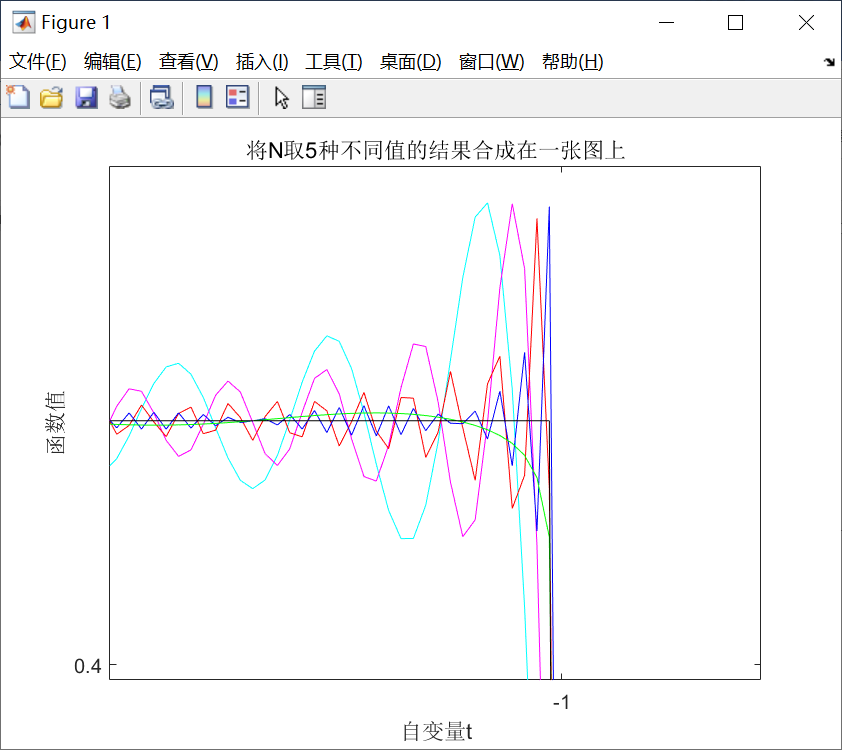 Figure 1
文件(F) 编辑(E) 查看(V) 插入(I) 工具(T) 桌面(D) 窗口(W) 帮助(H)
将N取5种不同值的结果合成在一张图上
函数值
0.4
-1
自变量t